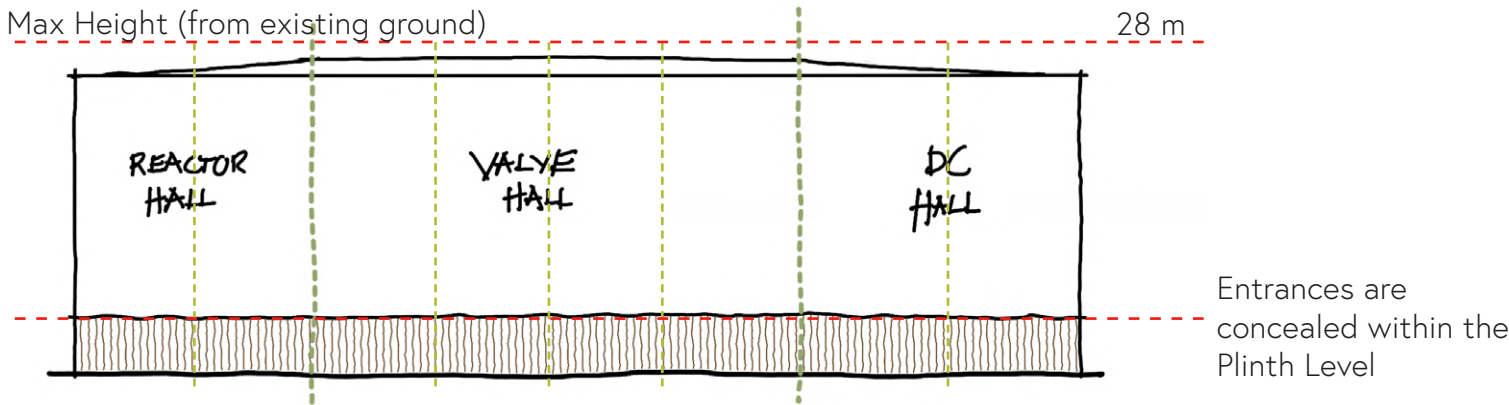 Max Height (from existing ground)
28 m
REACTOR
HALL
VALVE
HALL
DC
HALL
Entrances are
concealed within the
Plinth Level